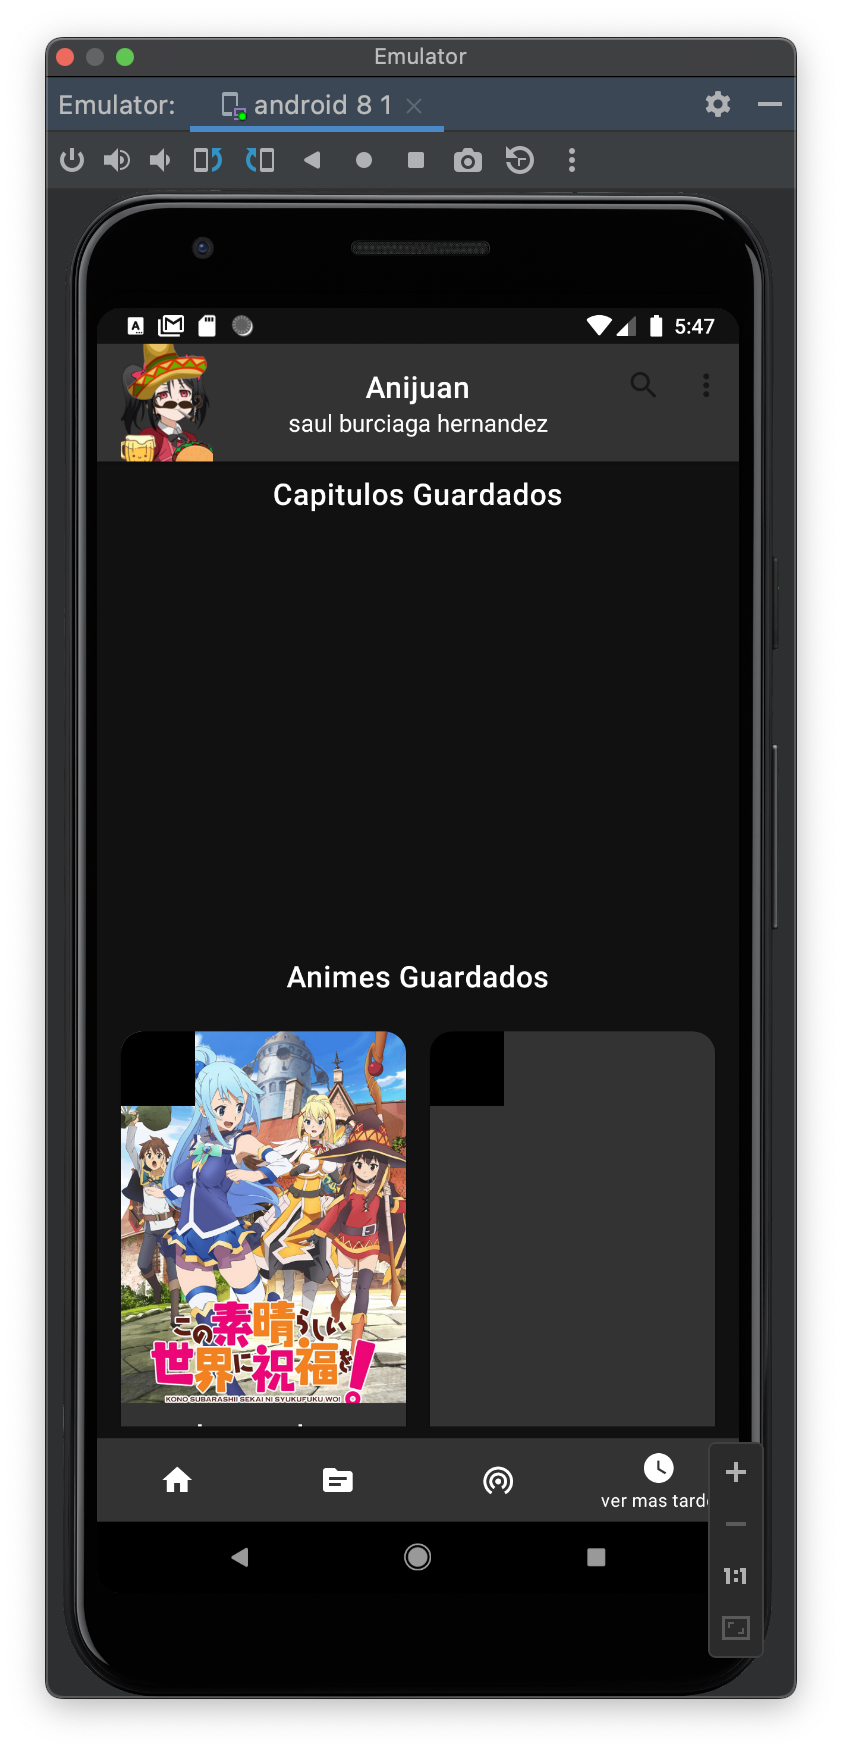 Emulator
Emulator:
android 8 1
5:47
Anijuan
saul burciaga hernandez
Capitulos Guardados
Animes Guardados
この素晴らしい
世界に祝福を!
KONO SUBARASHII SEKAI NI SYUKUFUKU WO!
ver mas tard
1:1